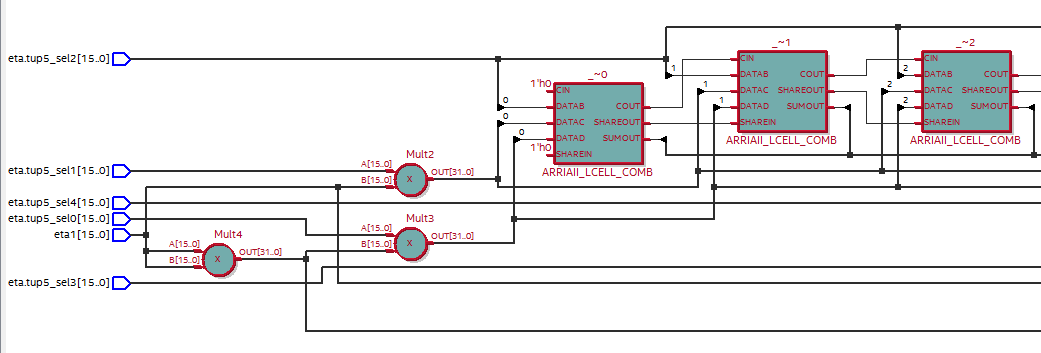 eta.tup5_sel2[15..0]
eta.tup5_sel1[15..0]
eta.tup5_sel4[15..0]
eta.tup5_sel0[15..0]
eta1[15..0]
eta.tup5_sel3[15..0]
Mult4
A[15..0]
B[15..0]
OUT[31..0]
X
Mult2
A[15..0]
B[15..0]
OUT[31..0]
X
Mult3
A[15..0]
B[15..0]
OUT[31..0]
X
_~0
1'h0
CIN
0
DATAB
COUT
0
DATAC
SHAREOUT
0
DATAD
SUMOUT
1'h0
SHAREIN
ARRIAII_LCELL_COMB
_~1
CIN
1
DATAB
COUT
1
DATAC
SHAREOUT
1
DATAD
SUMOUT
SHAREIN
ARRIAII_LCELL_COMB
_~2
CIN
2
DATAB
COUT
2
DATAC
SHAREOUT
2
DATAD
SUMOUT
SHAREIN
ARRIAII_LCELL_COMB